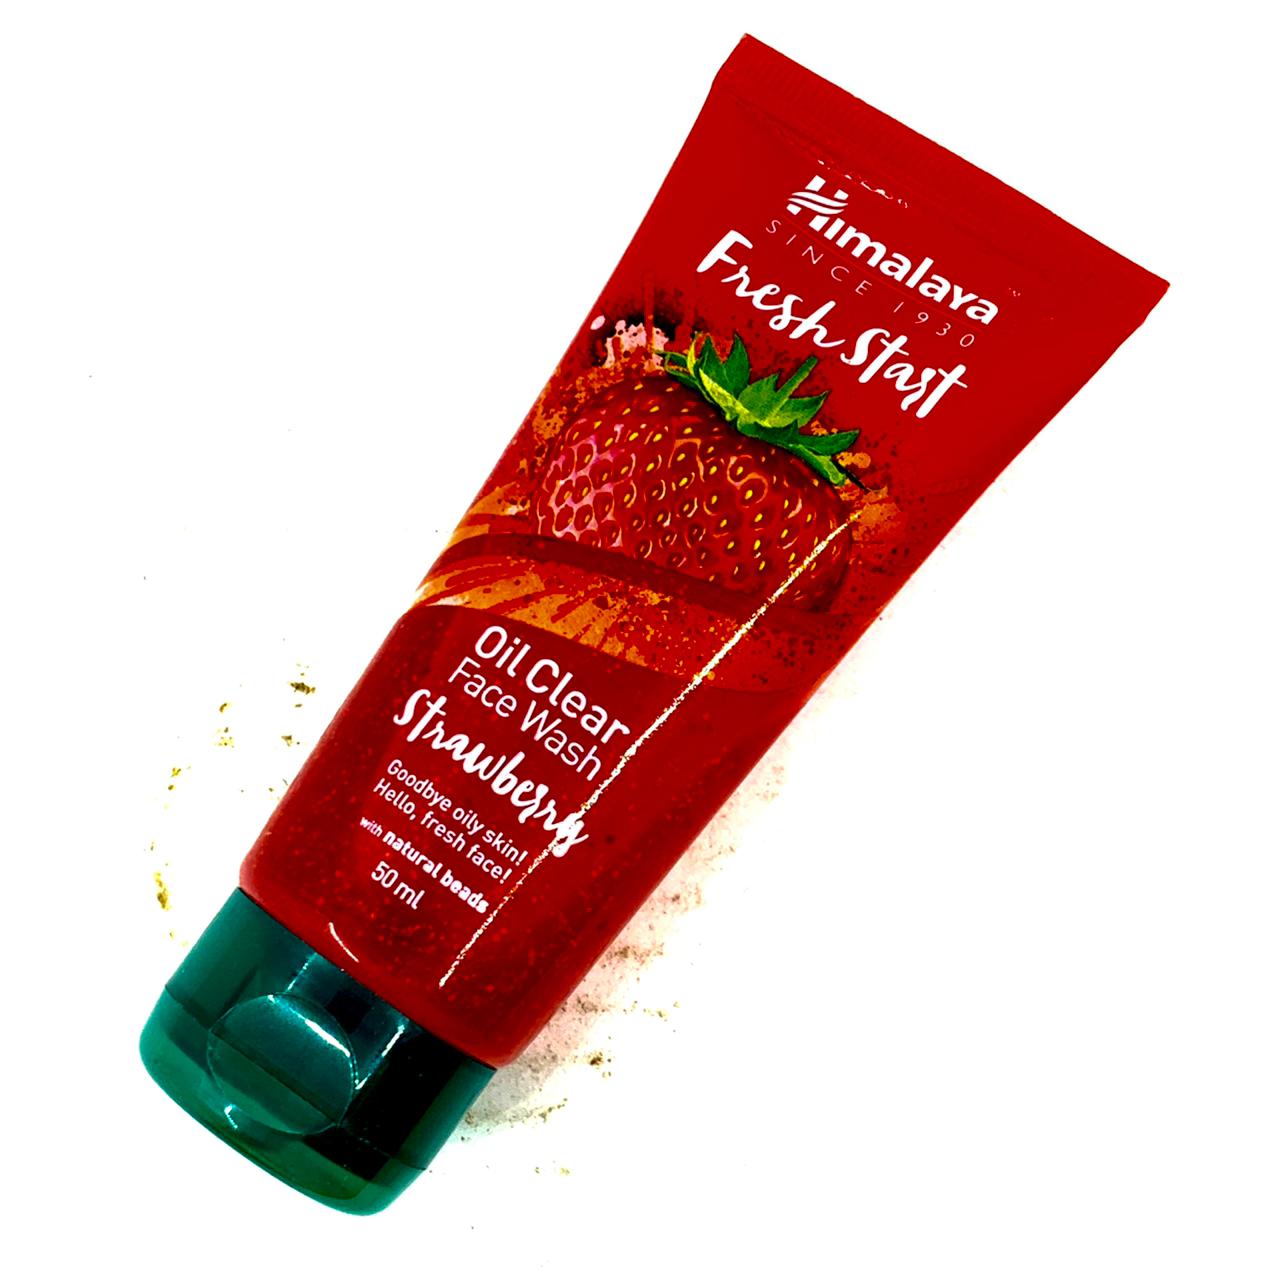 Himalaya
SINCE 1930
Fresh Start
Oil Clear
Face Wash
Strawberry
Goodbye oily skin!
Hello, fresh face!
with natural beads
50 ml